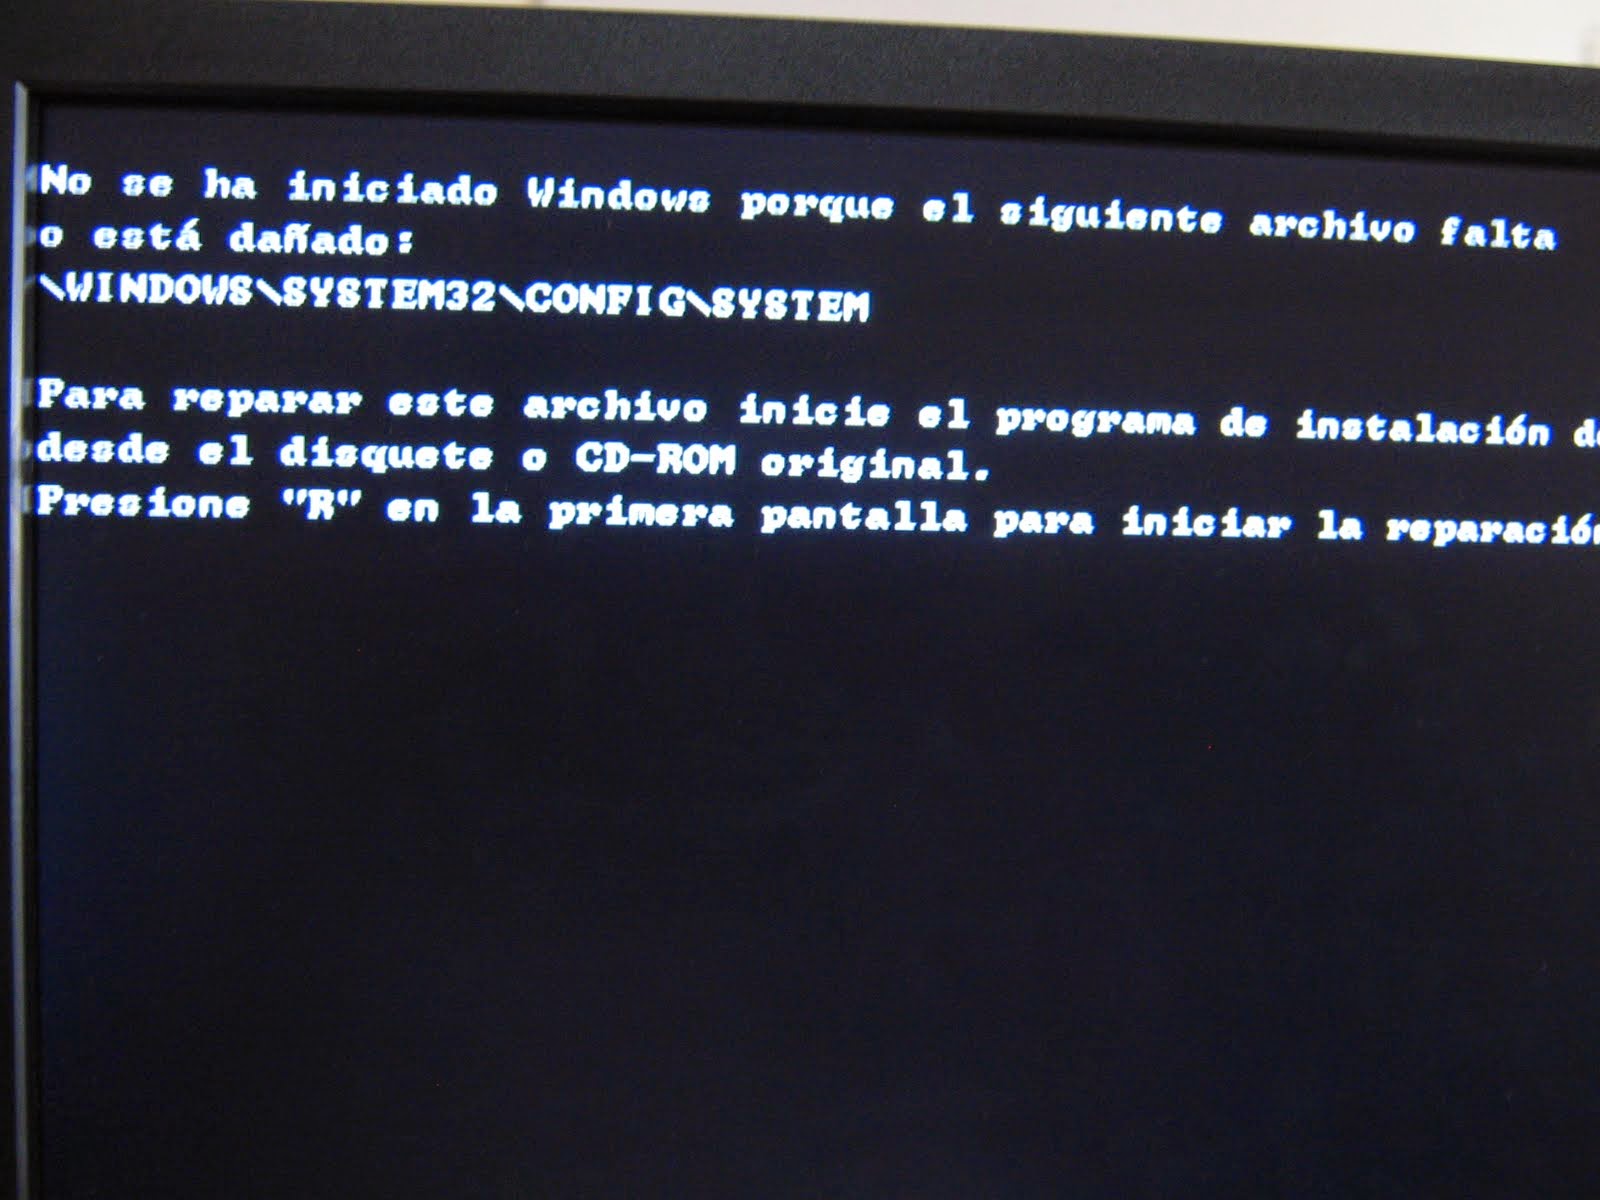 No se ha iniciado Windows porque el siguiente archivo falta
o está dañado:
\WINDOWS\SYSTEM32\CONFIG\SYSTEM
Para reparar este archivo inicie el programa de instalación
desde el disquete o CD-ROM original.
Presione "R" en la primera pantalla para iniciar la reparación